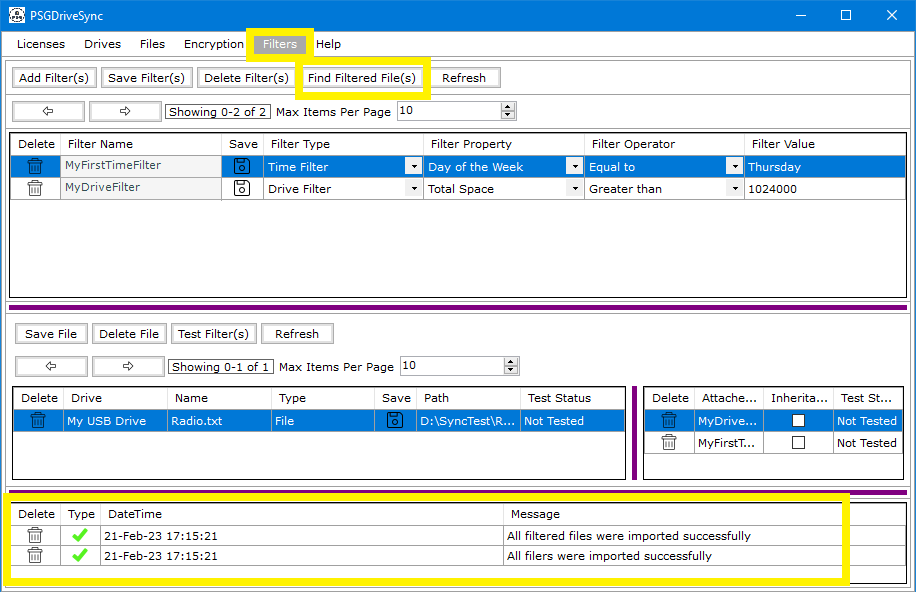 PSGDriveSync
Licenses Drives Files Encryption Filters Help
Add Filter(s) Save Filter(s) Delete Filter(s) Find Filtered File(s) Refresh
Showing 0-2 of 2 Max Items Per Page 10
Delete Filter Name Save Filter Type Filter Property Filter Operator Filter Value
MyFirstTimeFilter Time Filter Day of the Week Equal to Thursday
MyDriveFilter Drive Filter Total Space Greater than 1024000
Save File Delete File Test Filter(s) Refresh
Showing 0-1 of 1 Max Items Per Page 10
Delete Drive Name Type Save Path Test Status Delete Attache... Inherita... Test St...
My USB Drive Radio.txt File D:\SyncTest\R... Not Tested MyDrive... Not Tested
MyFirstT... Not Tested
Delete Type DateTime Message
21-Feb-23 17:15:21 All filtered files were imported successfully
21-Feb-23 17:15:21 All filers were imported successfully